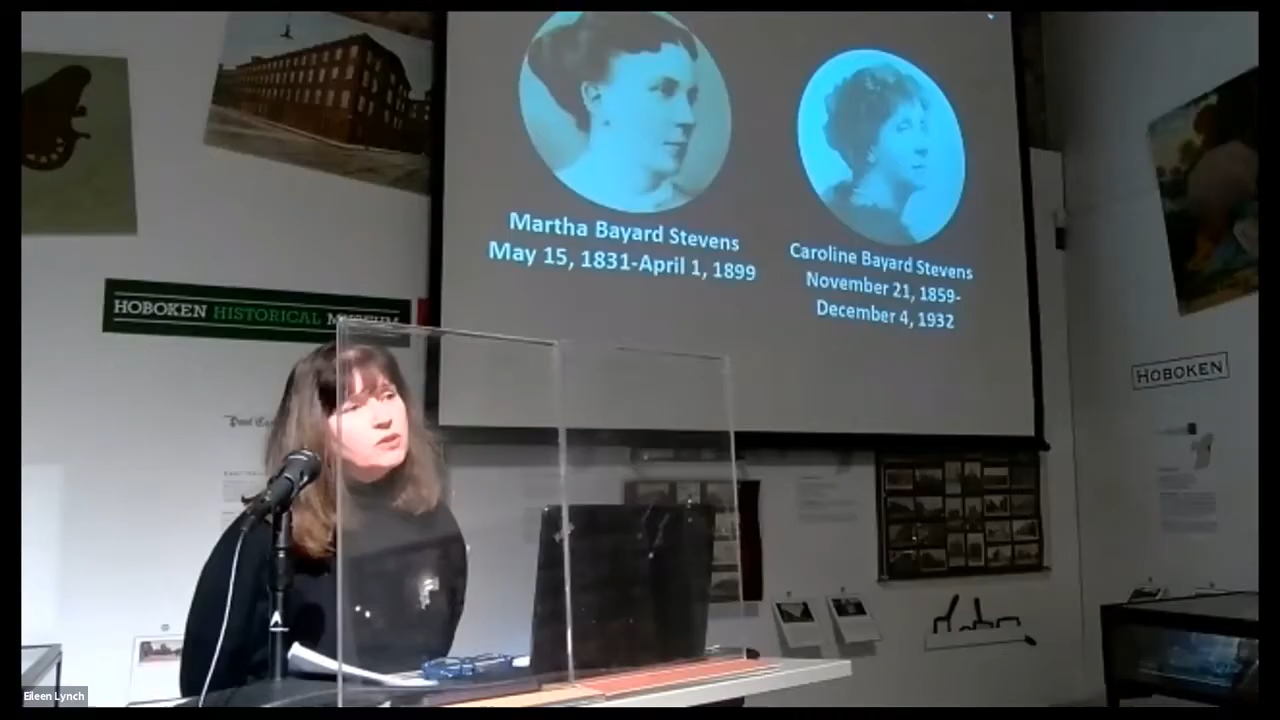 Martha Bayard Stevens
May 15, 1831-April 1, 1899
Caroline Bayard Stevens
November 21, 1859-
December 4, 1932
HOBOKEN HISTORICAL MUSEUM
HOBOKEN
Eileen Lynch